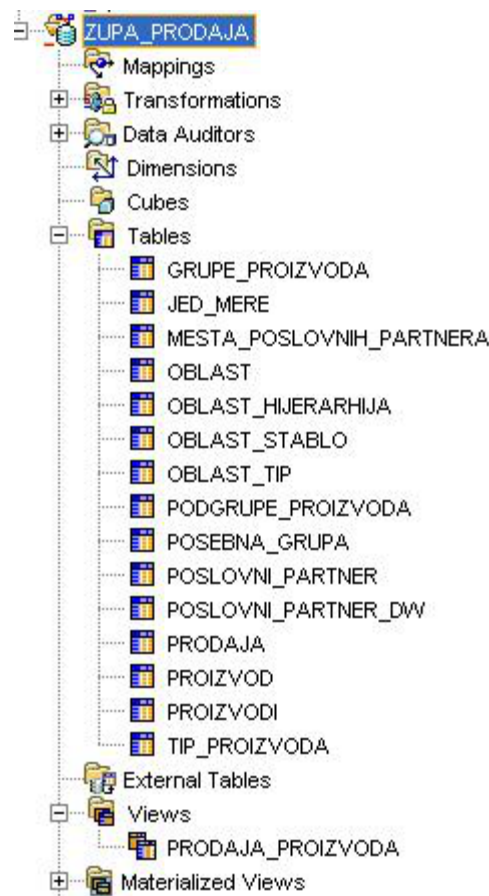 ZUPA_PRODAJA
Mappings
Transformations
Data Auditors
Dimensions
Cubes
Tables
GRUPE_PROIZVODA
JED_MERE
MESTA_POSLOVNIH_PARTNERA
OBLAST
OBLAST_HIJERARHIJA
OBLAST_STABLO
OBLAST_TIP
PODGRUPE_PROIZVODA
POSEBNA_GRUPA
POSLOVNI_PARTNER
POSLOVNI_PARTNER_DW
PRODAJA
PROIZVOD
PROIZVODI
TIP_PROIZVODA
External Tables
Views
PRODAJA_PROIZVODA
Materialized Views